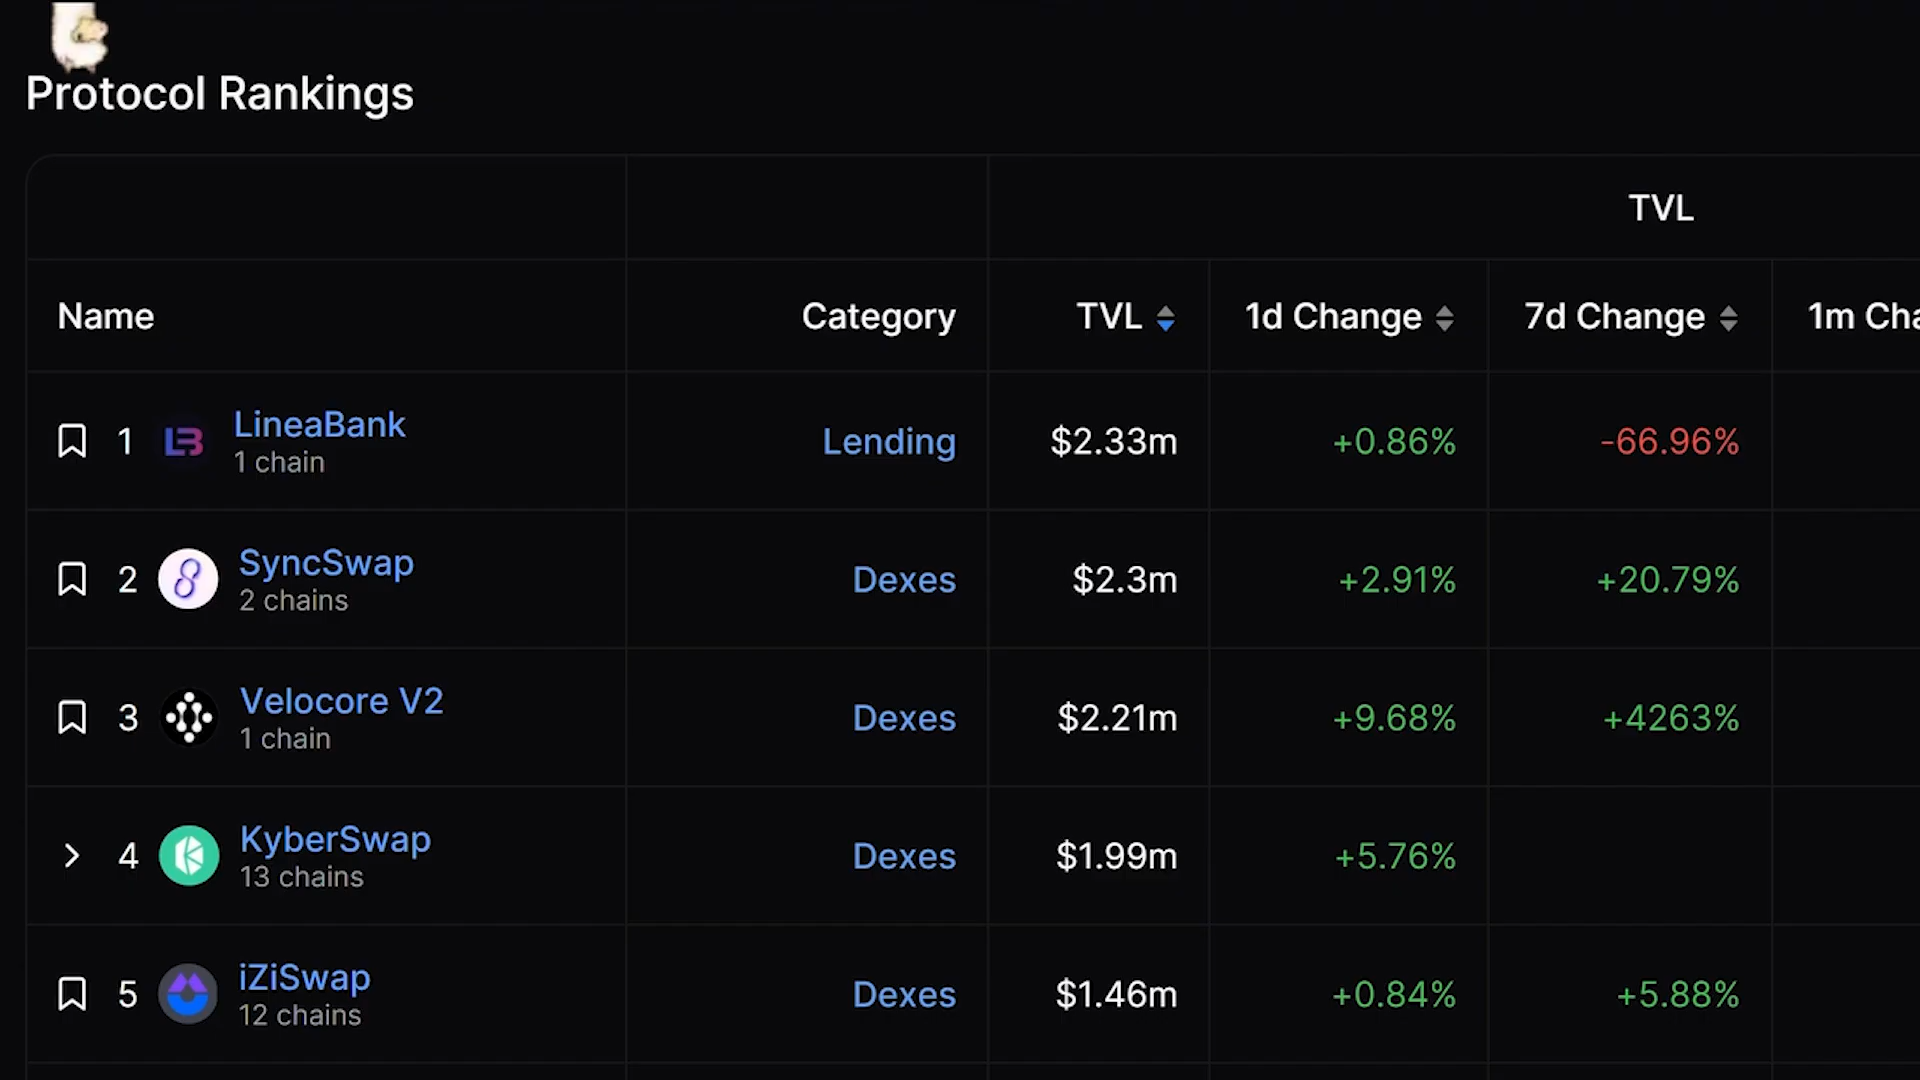 Protocol Rankings
TVL
Name Category TVL 1d Change 7d Change 1m Cha
1 LineaBank Lending $2.33m +0.86% -66.96%
1 chain
2 SyncSwap Dexes $2.3m +2.91% +20.79%
2 chains
3 Velocore V2 Dexes $2.21m +9.68% +4263%
1 chain
4 KyberSwap Dexes $1.99m +5.76%
13 chains
5 iZiSwap Dexes $1.46m +0.84% +5.88%
12 chains